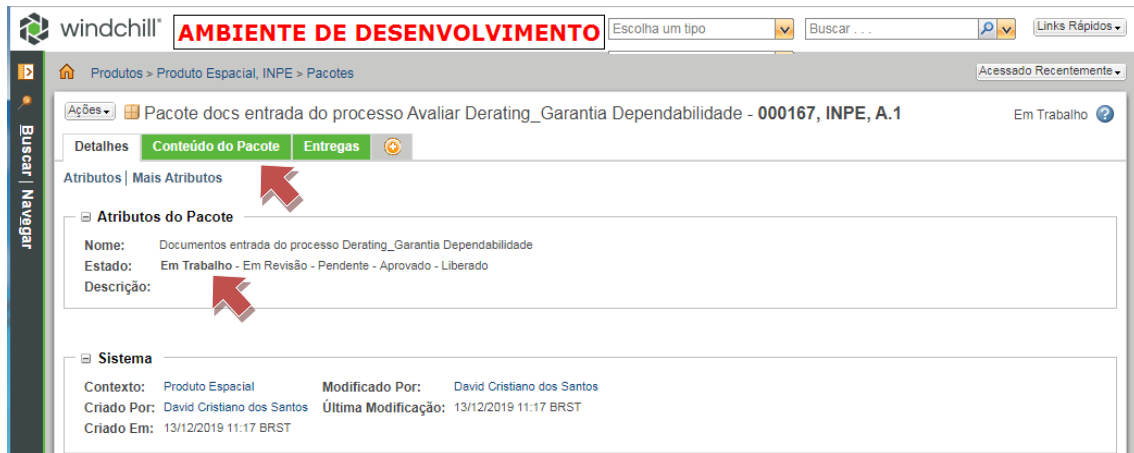 windchill® AMBIENTE DE DESENVOLVIMENTO Escolha um tipo Buscar . . . Links Rápidos
Produtos > Produto Espacial, INPE > Pacotes Acessado Recentemente
Ações Pacote docs entrada do processo Avaliar Derating_Garantia Dependabilidade - 000167, INPE, A.1 Em Trabalho ?
Buscar | Navegar
Detalhes Conteúdo do Pacote Entregas
Atributos | Mais Atributos
Atributos do Pacote
Nome: Documentos entrada do processo Derating_Garantia Dependabilidade
Estado: Em Trabalho - Em Revisão - Pendente - Aprovado - Liberado
Descrição:
Sistema
Contexto: Produto Espacial Modificado Por: David Cristiano dos Santos
Criado Por: David Cristiano dos Santos Última Modificação: 13/12/2019 11:17 BRST
Criado Em: 13/12/2019 11:17 BRST